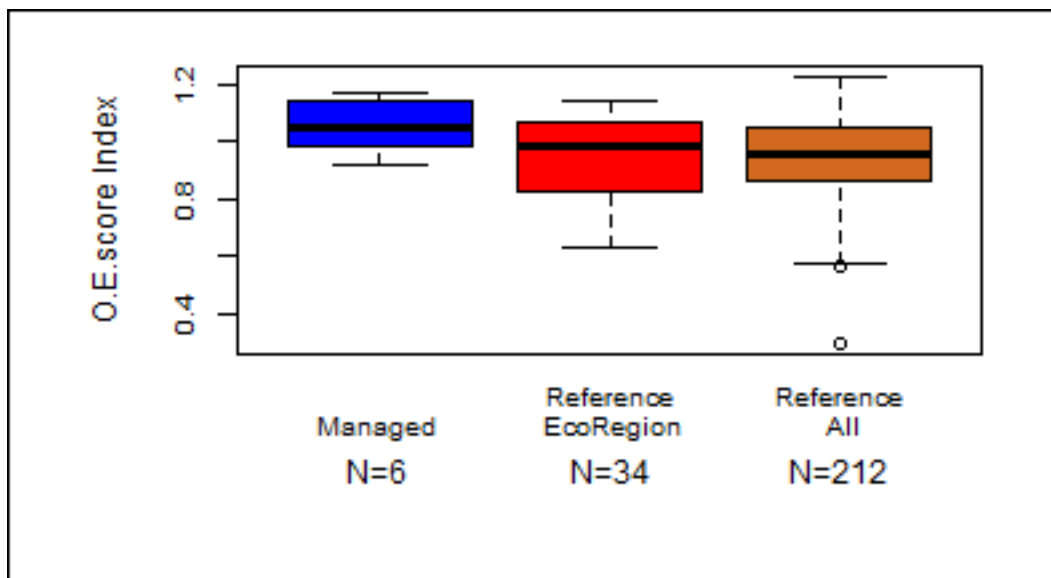 O.E.score Index
1.2
0.8
0.4
Managed
Reference
EcoRegion
Reference
All
N=6
N=34
N=212